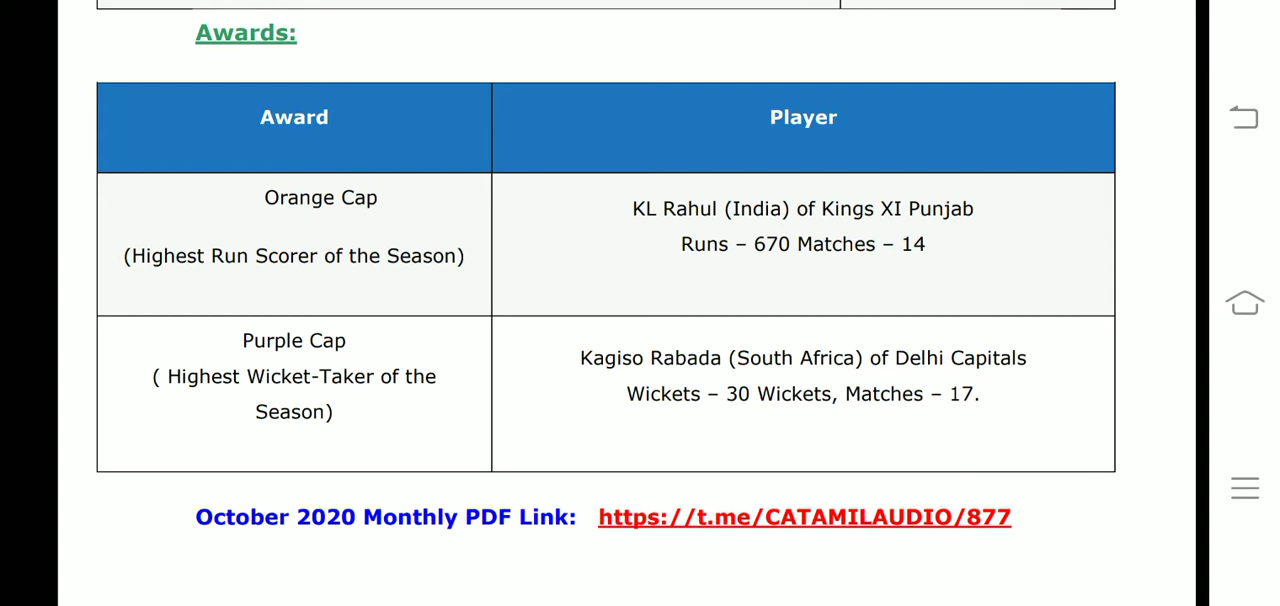 Awards:
Award
Player
Orange Cap
(Highest Run Scorer of the Season)
KL Rahul (India) of Kings XI Punjab
Runs – 670 Matches – 14
Purple Cap
( Highest Wicket-Taker of the
Season)
Kagiso Rabada (South Africa) of Delhi Capitals
Wickets – 30 Wickets, Matches – 17.
October 2020 Monthly PDF Link: https://t.me/CATAMILAUDIO/877